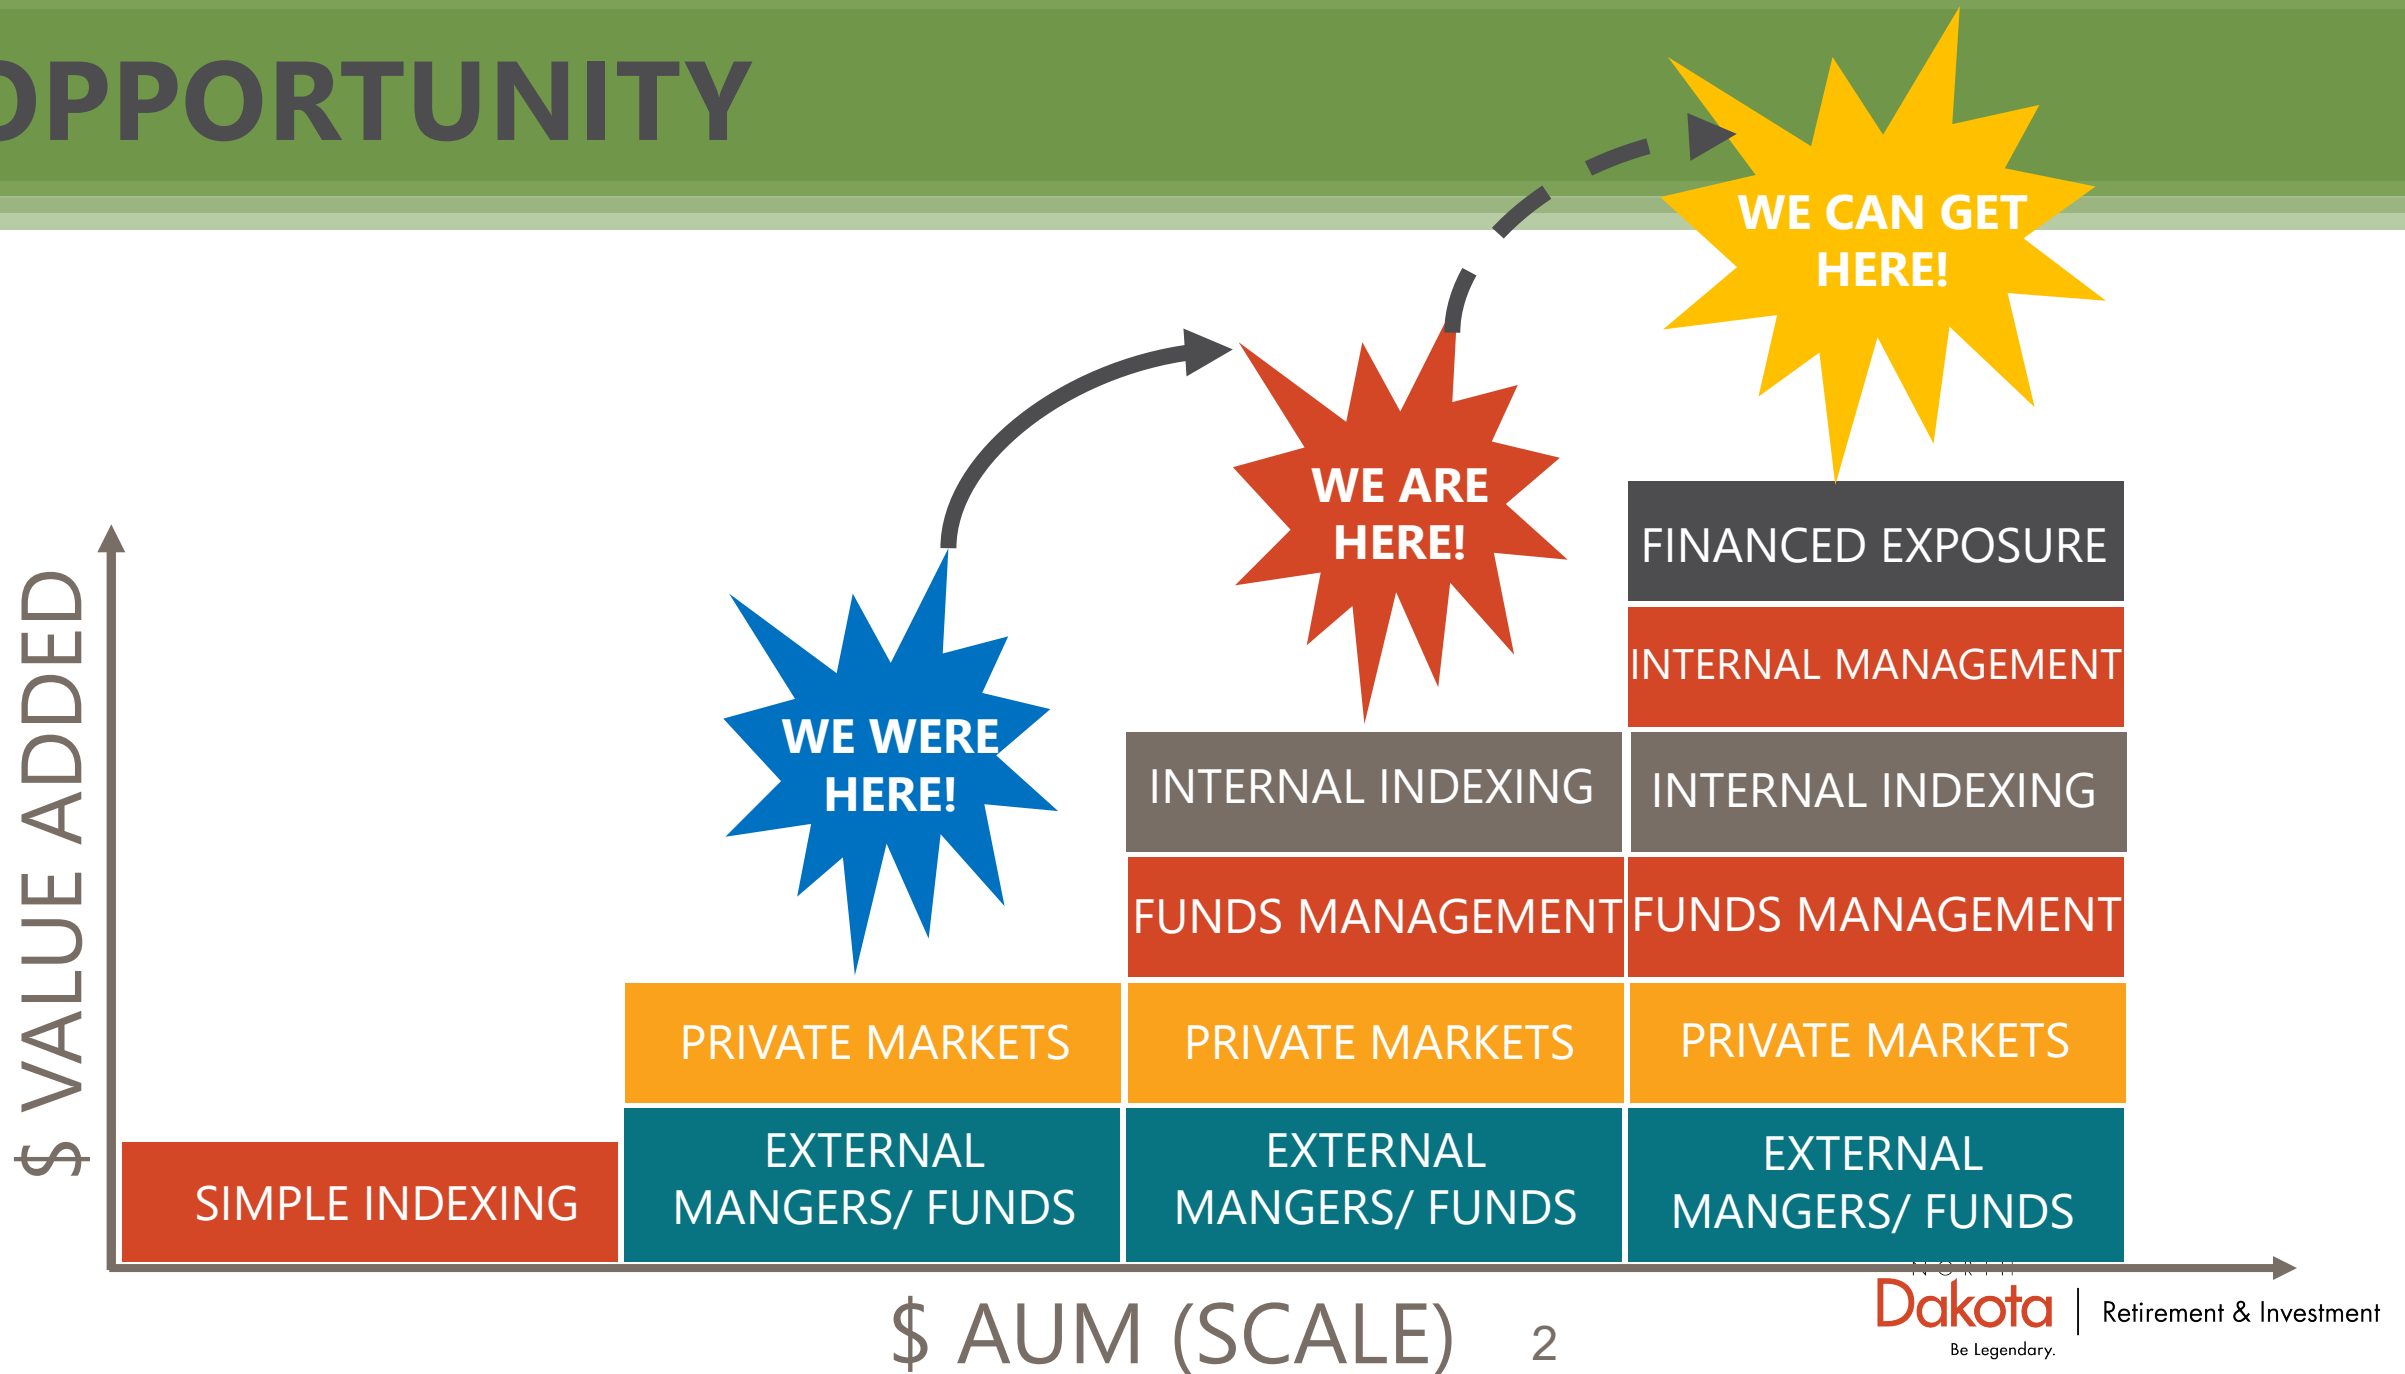 OPPORTUNITY
WE CAN GET
HERE!
WE ARE
HERE!
WE WERE
HERE!
$ VALUE ADDED
FINANCED EXPOSURE
INTERNAL MANAGEMENT
INTERNAL INDEXING
INTERNAL INDEXING
FUNDS MANAGEMENT
FUNDS MANAGEMENT
PRIVATE MARKETS
PRIVATE MARKETS
PRIVATE MARKETS
SIMPLE INDEXING
EXTERNAL
MANGERS/ FUNDS
EXTERNAL
MANGERS/ FUNDS
EXTERNAL
MANGERS/ FUNDS
$ AUM (SCALE)
2
NORTH
Dakota
Be Legendary.
Retirement & Investment